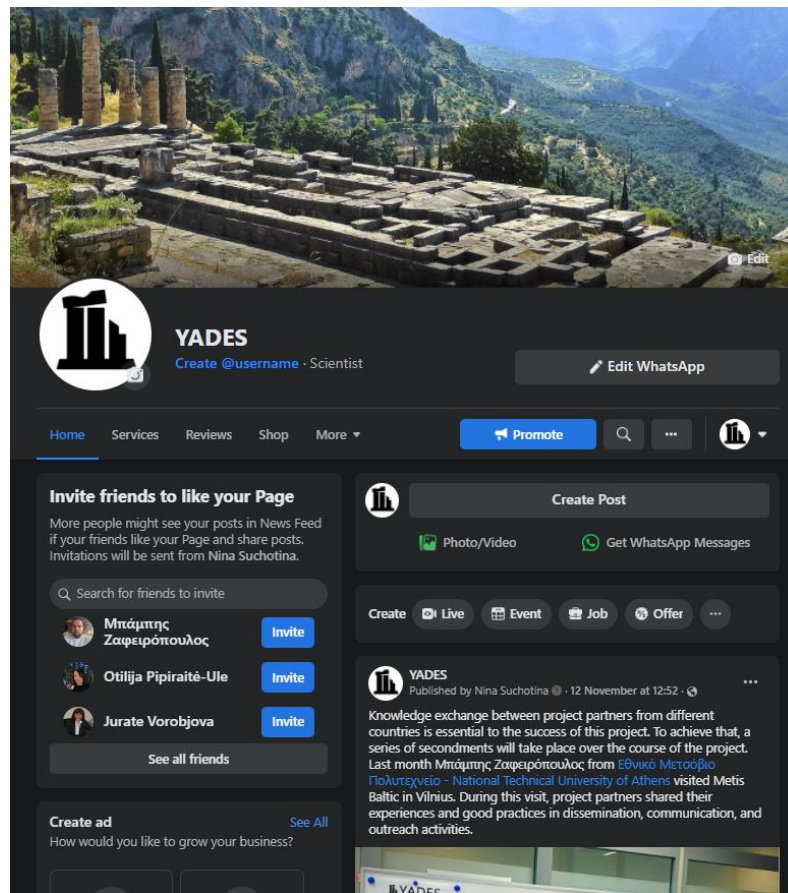 Edit
YADES
Create @username · Scientist
Edit WhatsApp
Home Services Reviews Shop More
Promote
Invite friends to like your Page
More people might see your posts in News Feed
if your friends like your Page and share posts.
Invitations will be sent from Nina Suchotina.
Search for friends to invite
Μπάμπης
Ζαφειρόπουλος
Invite
Otilija Pipiraitė-Ule
Invite
Jurate Vorobjova
Invite
See all friends
Create ad See All
How would you like to grow your business?
Create Post
Photo/Video Get WhatsApp Messages
Create Live Event Job Offer
YADES
Published by Nina Suchotina · 12 November at 12:52 ·
Knowledge exchange between project partners from different
countries is essential to the success of this project. To achieve that, a
series of secondments will take place over the course of the project.
Last month Μπάμπης Ζαφειρόπουλος from Εθνικό Μετσόβιο
Πολυτεχνείο - National Technical University of Athens visited Metis
Baltic in Vilnius. During this visit, project partners shared their
experiences and good practices in dissemination, communication, and
outreach activities.
YADES